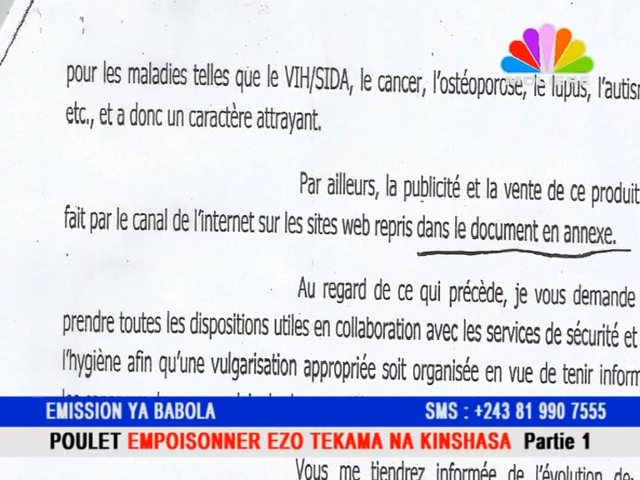 pour les maladies telles que le VIH/SIDA, le cancer, l'ostéoporose, le lupus, l'autis
etc., et a donc un caractère attrayant.
Par ailleurs, la publicité et la vente de ce produit
fait par le canal de l'internet sur les sites web repris dans le document en annexe.
Au regard de ce qui précède, je vous demande
prendre toutes les dispositions utiles en collaboration avec les services de sécurité et
l'hygiène afin qu'une vulgarisation appropriée soit organisée en vue de tenir inform
EMISSION YA BABOLA SMS : +243 81 990 7555
POULET EMPOISONNER EZO TEKAMA NA KINSHASA Partie 1
Vous me tiendrez informée de l'évolution de